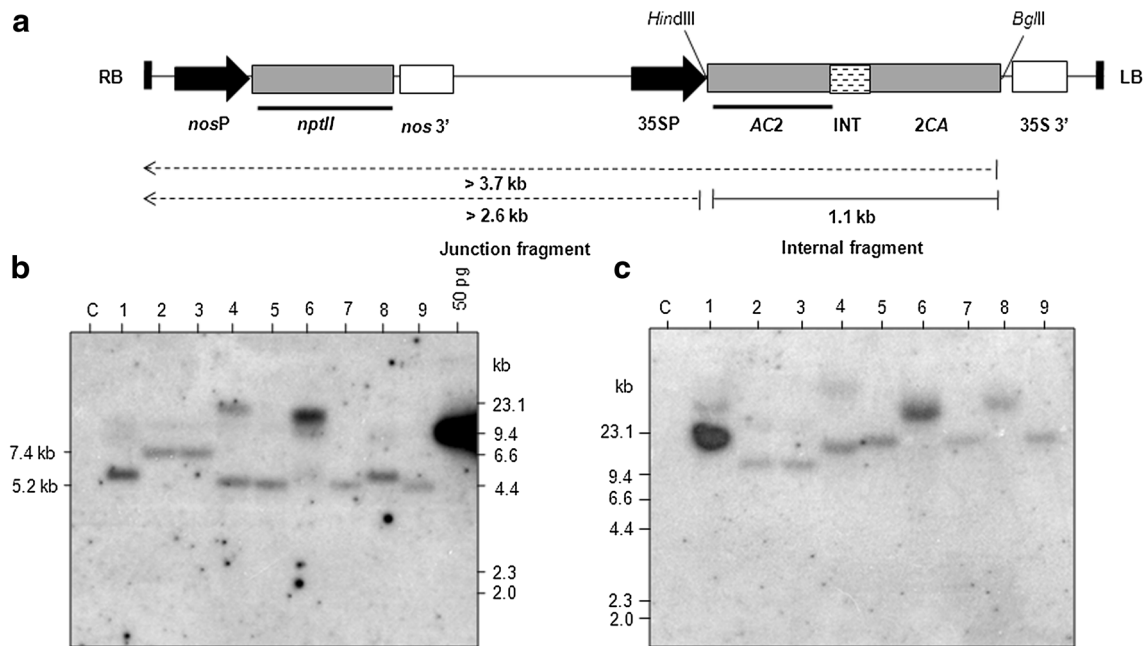 a
HindIII
BglII
RB
LB
nosP
nptII
nos 3’
35SP
AC2
INT
2CA
35S 3’
> 3.7 kb
> 2.6 kb
1.1 kb
Junction fragment
Internal fragment
b
C 1 2 3 4 5 6 7 8 9 50 pg
kb
23.1
9.4
7.4 kb
6.6
5.2 kb
4.4
2.3
2.0
c
C 1 2 3 4 5 6 7 8 9
kb
23.1
9.4
6.6
4.4
2.3
2.0